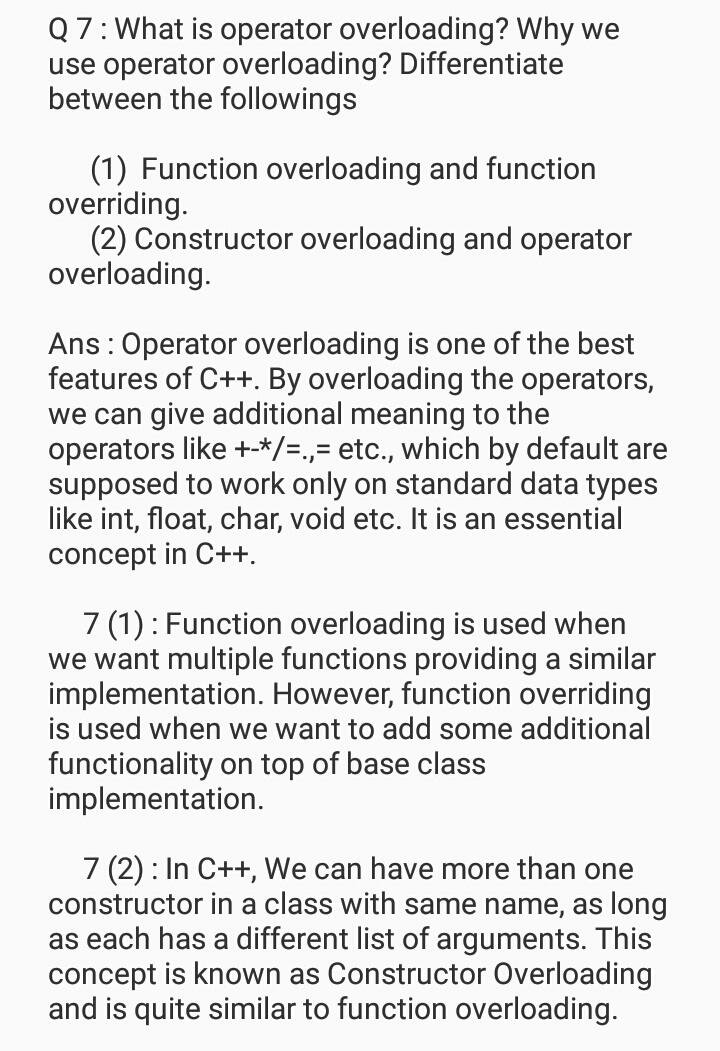 Q 7 : What is operator overloading? Why we
use operator overloading? Differentiate
between the followings
(1) Function overloading and function
overriding.
(2) Constructor overloading and operator
overloading.
Ans : Operator overloading is one of the best
features of C++. By overloading the operators,
we can give additional meaning to the
operators like +-*/=.,= etc., which by default are
supposed to work only on standard data types
like int, float, char, void etc. It is an essential
concept in C++.
7 (1) : Function overloading is used when
we want multiple functions providing a similar
implementation. However, function overriding
is used when we want to add some additional
functionality on top of base class
implementation.
7 (2) : In C++, We can have more than one
constructor in a class with same name, as long
as each has a different list of arguments. This
concept is known as Constructor Overloading
and is quite similar to function overloading.